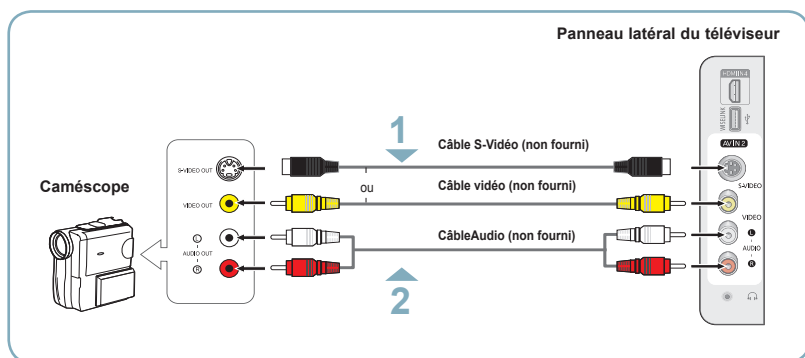 Panneau latéral du téléviseur
HDMI IN 4
WISELINK
AV IN 2
1
Câble S-Vidéo (non fourni)
S-VIDEO OUT
S-VIDEO
Caméscope
ou
Câble vidéo (non fourni)
VIDEO OUT
VIDEO
L
AUDIO OUT
R
CâbleAudio (non fourni)
L
AUDIO
R
2